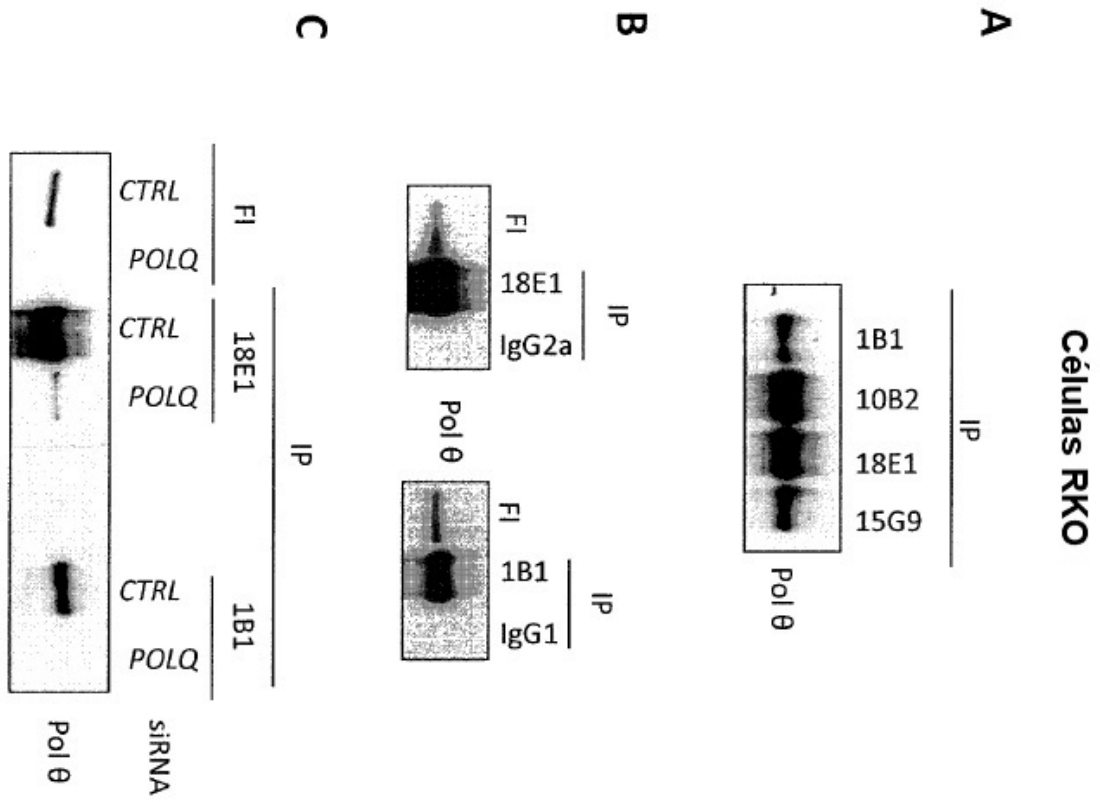 Células RKO
A
IP
1B1 10B2 18E1 15G9
Pol θ
B
IP
FI 18E1 IgG2a
Pol θ
IP
FI 1B1 IgG1
Pol θ
C
IP
FI 18E1 1B1
CTRL POLQ CTRL POLQ CTRL POLQ siRNA
Pol θ